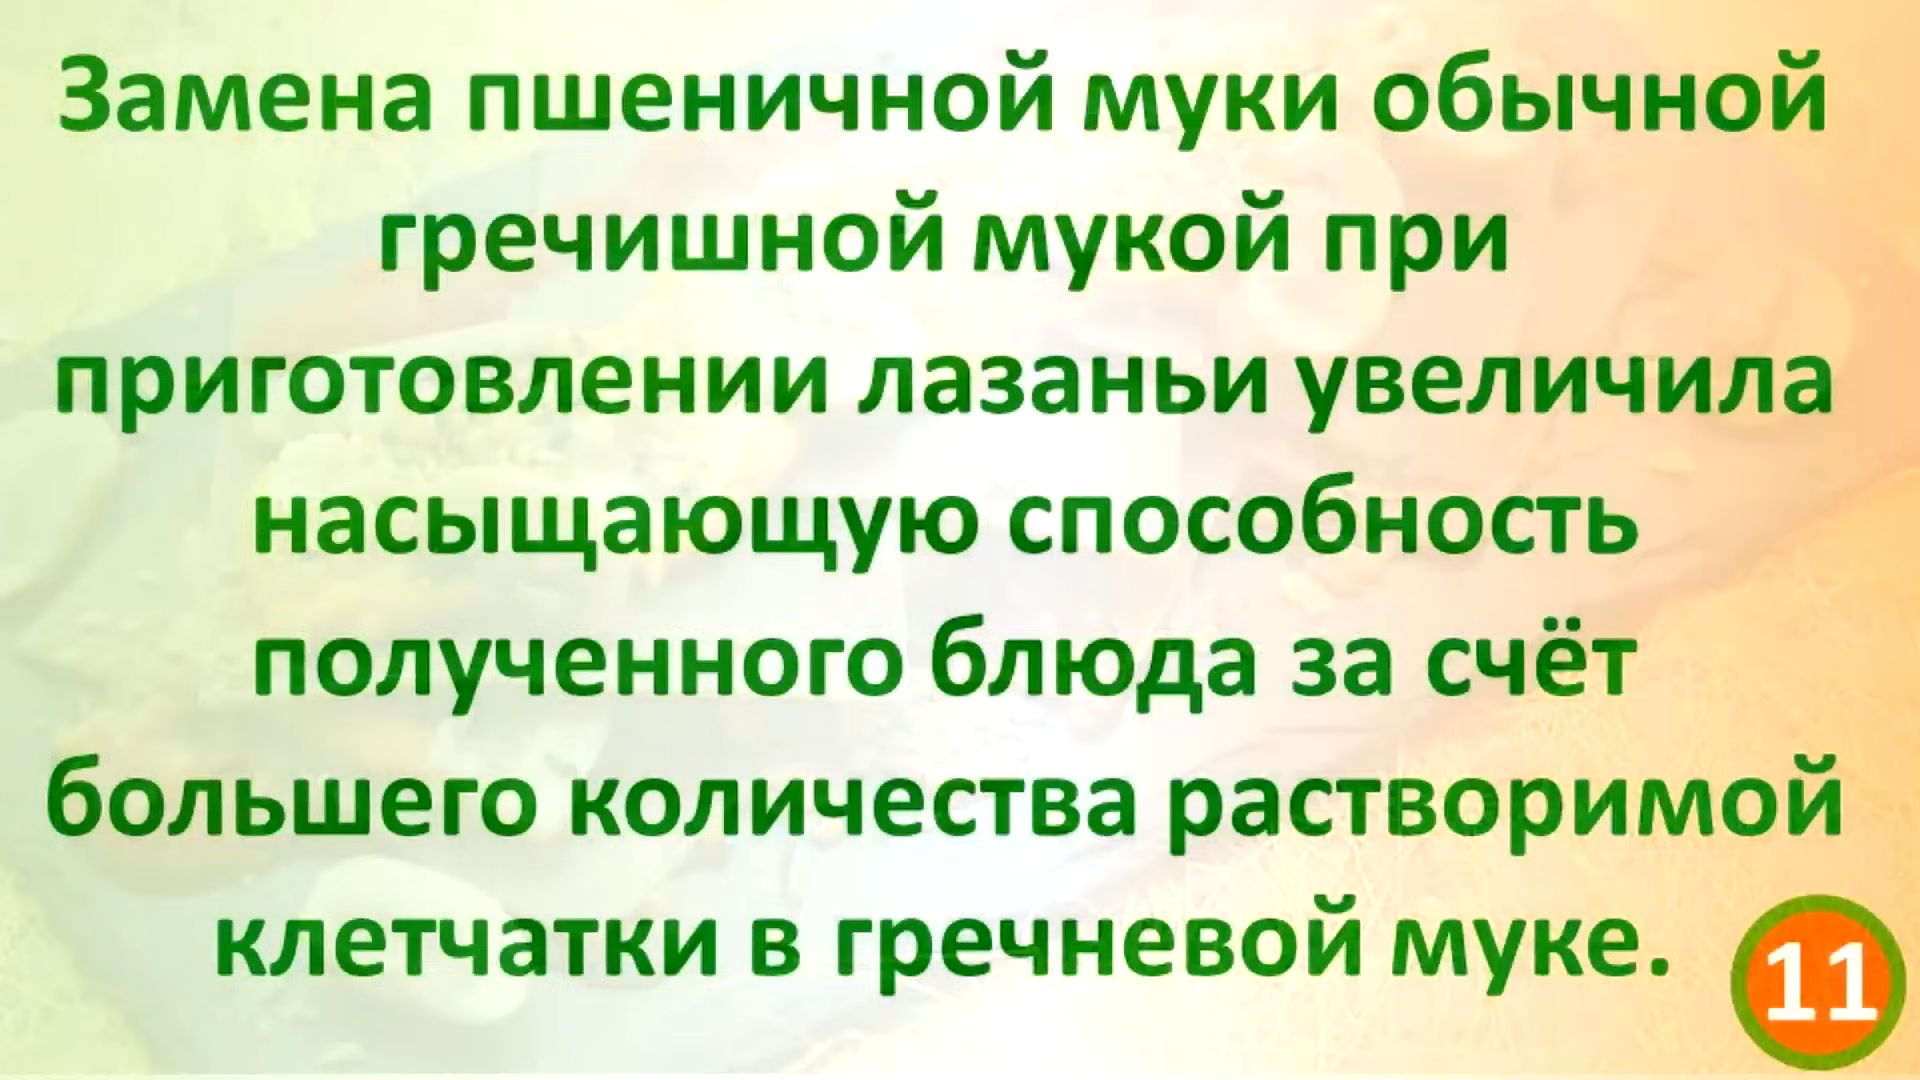 Замена пшеничной муки обычной
гречишной мукой при
приготовлении лазаньи увеличила
насыщающую способность
полученного блюда за счёт
большего количества растворимой
клетчатки в гречневой муке.
11